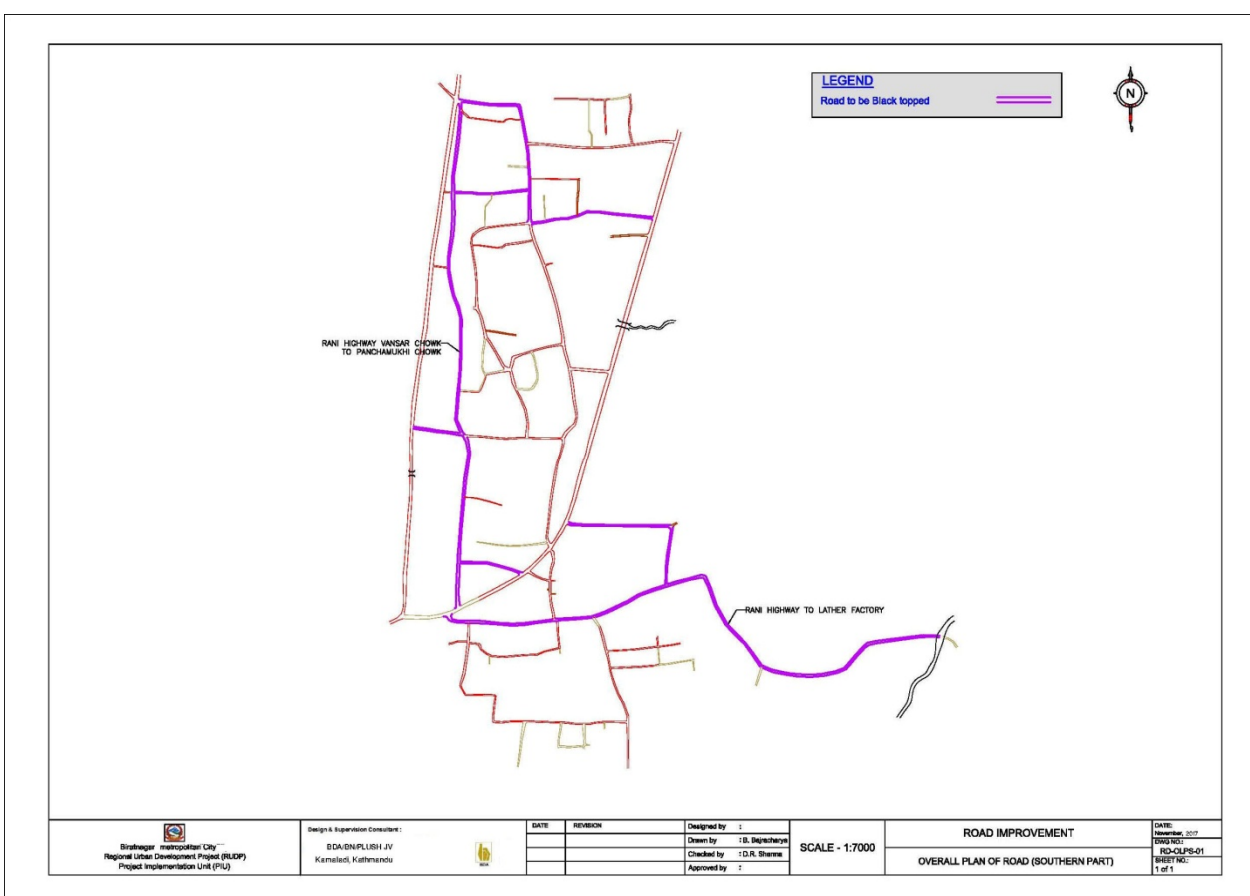 LEGEND
Road to be Black topped
N
RANI HIGHWAY VANSAR CHOWK
TO PANCHAMUKHI CHOWK
RANI HIGHWAY TO LATHER FACTORY
Biratnagar metropolitan City
Regional Urban Development Project (RUDP)
Project Implementation Unit (PIU)
Design & Supervision Consultant :
BDA/BN/PLUSH JV
Kamaladi, Kathmandu
BDA
DATE REVISION
Designed by :
Drawn by : B. Bajracharya
Checked by : D.R. Sharma
Approved by :
SCALE - 1:7000
ROAD IMPROVEMENT
OVERALL PLAN OF ROAD (SOUTHERN PART)
DATE:
November, 2017
DWG NO.:
RD-OLPS-01
SHEET NO.:
1 of 1